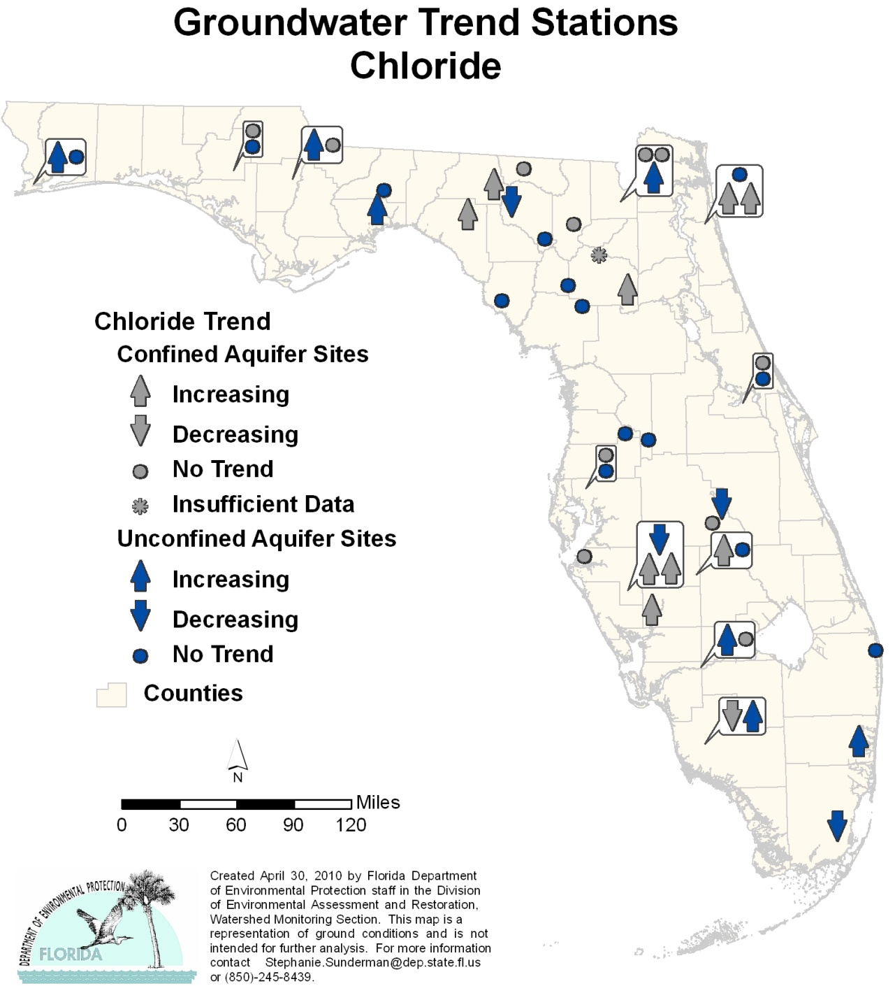 Groundwater Trend Stations
Chloride
Chloride Trend
Confined Aquifer Sites
Increasing
Decreasing
No Trend
Insufficient Data
Unconfined Aquifer Sites
Increasing
Decreasing
No Trend
Counties
N
Miles
0 30 60 90 120
DEPARTMENT OF ENVIRONMENTAL PROTECTION
FLORIDA
Created April 30, 2010 by Florida Department
of Environmental Protection staff in the Division
of Environmental Assessment and Restoration,
Watershed Monitoring Section. This map is a
representation of ground conditions and is not
intended for further analysis. For more information
contact Stephanie.Sunderman@dep.state.fl.us
or (850)-245-8439.